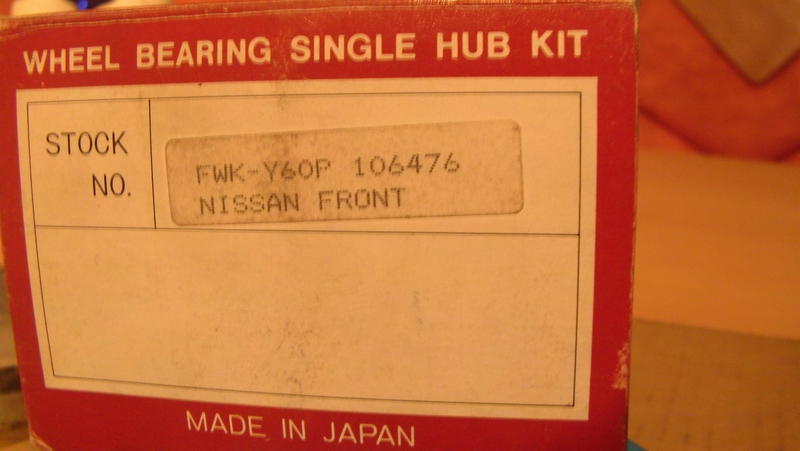 WHEEL BEARING SINGLE HUB KIT
STOCK NO.
FWK-Y60P 106476
NISSAN FRONT
MADE IN JAPAN